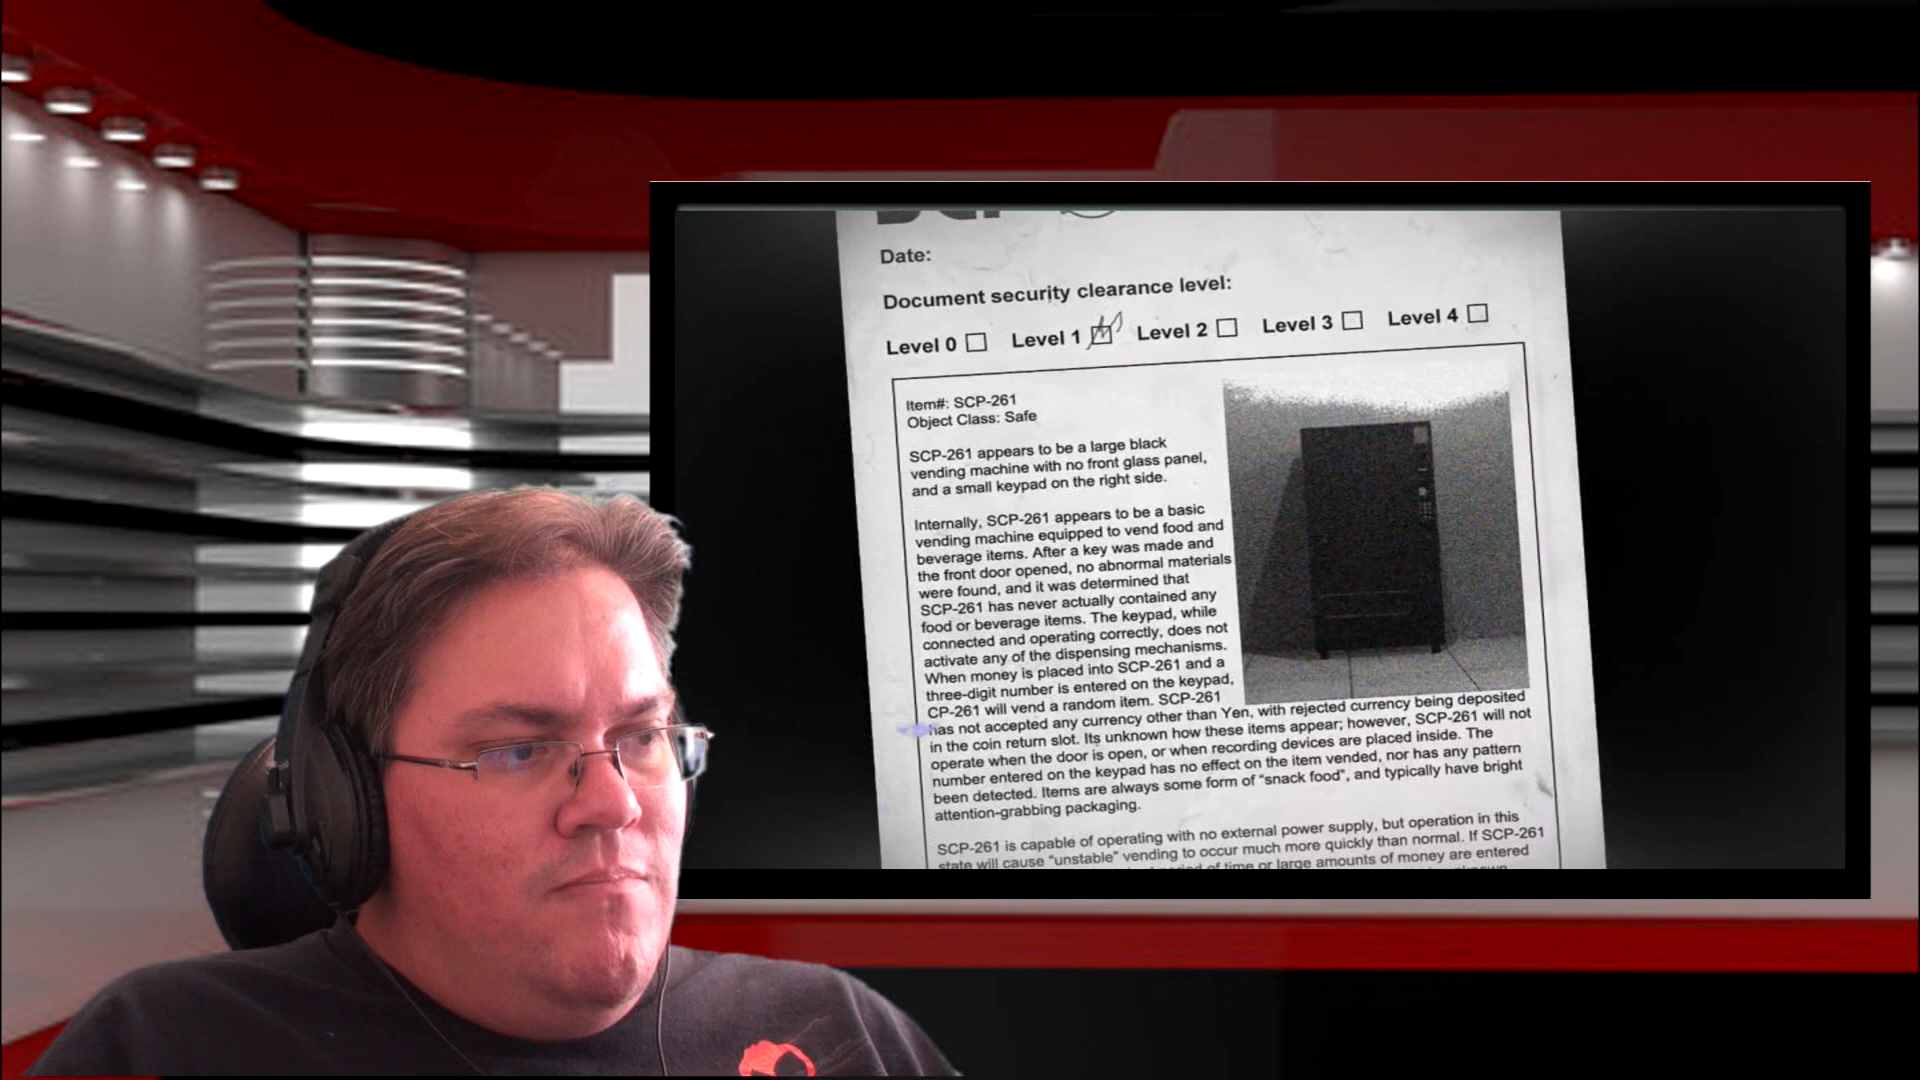 Date:
Document security clearance level:
Level 0 Level 1 Level 2 Level 3 Level 4
Item#: SCP-261
Object Class: Safe
SCP-261 appears to be a large black
vending machine with no front glass panel,
and a small keypad on the right side.
Internally, SCP-261 appears to be a basic
vending machine equipped to vend food and
beverage items. After a key was made and
the front door opened, no abnormal materials
were found, and it was determined that
SCP-261 has never actually contained any
food or beverage items. The keypad, while
connected and operating correctly, does not
activate any of the dispensing mechanisms.
When money is placed into SCP-261 and a
three-digit number is entered on the keypad,
CP-261 will vend a random item. SCP-261
has not accepted any currency other than Yen, with rejected currency being deposited
in the coin return slot. Its unknown how these items appear; however, SCP-261 will not
operate when the door is open, or when recording devices are placed inside. The
number entered on the keypad has no effect on the item vended, nor has any pattern
been detected. Items are always some form of "snack food", and typically have bright
attention-grabbing packaging.
SCP-261 is capable of operating with no external power supply, but operation in this
state will cause "unstable" vending to occur much more quickly than normal. If SCP-261
of time or large amounts of money are entered